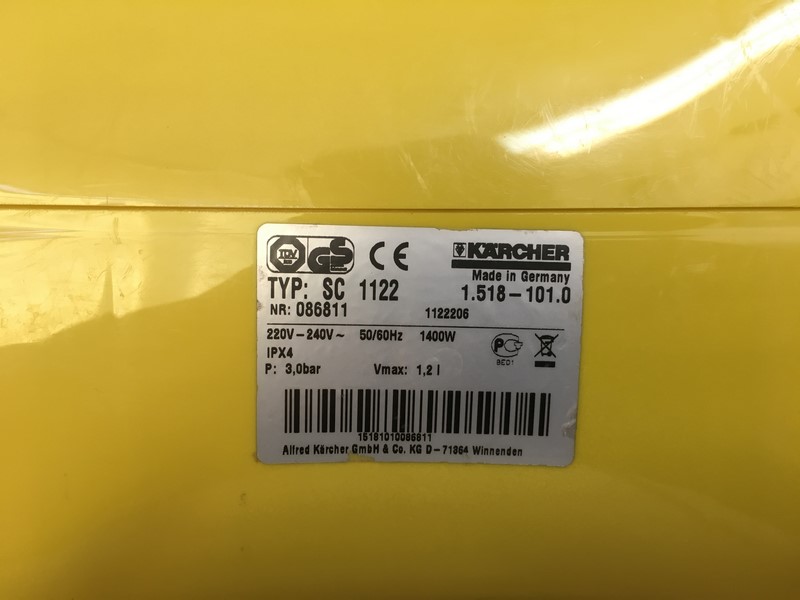 TÜV GS CE KÄRCHER
Made in Germany
TYP: SC 1122 1.518-101.0
NR: 086811 1122206
220V-240V~ 50/60Hz 1400W
IPX4
P: 3,0bar Vmax: 1,2 l
BE01
15181010086811
Alfred Kärcher GmbH & Co. KG D-71364 Winnenden